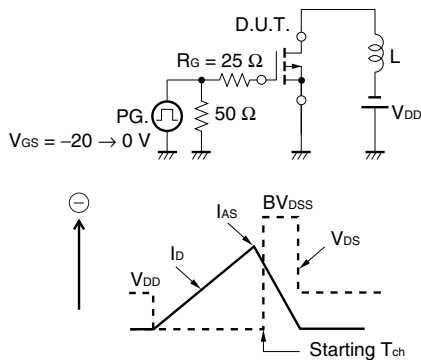 D.U.T.
R_G = 25 Ω
L
PG.
50 Ω
V_DD
V_GS = −20 → 0 V
⊖
I_AS
BV_DSS
I_D
V_DS
V_DD
Starting T_ch